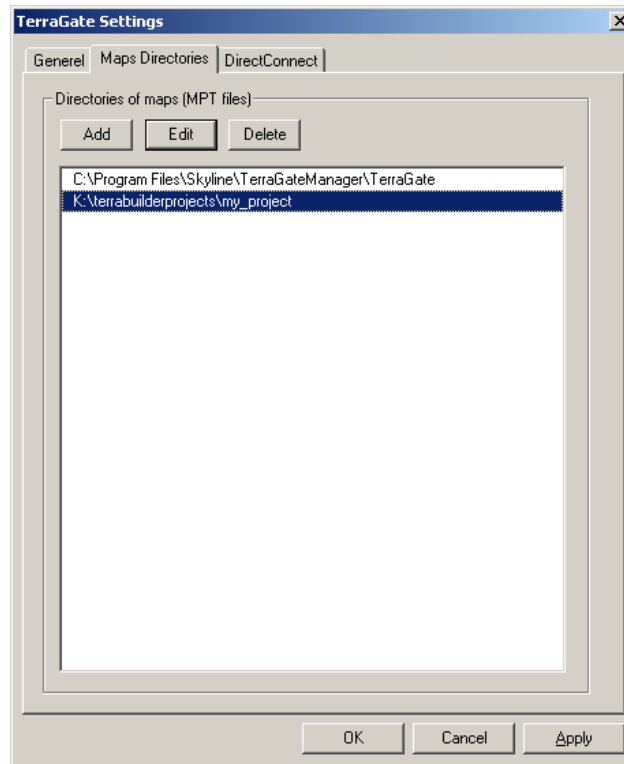 TerraGate Settings
Generel Maps Directories DirectConnect
Directories of maps (MPT files)
Add Edit Delete
C:\Program Files\Skyline\TerraGateManager\TerraGate
K:\terrabuilderprojects\my_project
OK Cancel Apply